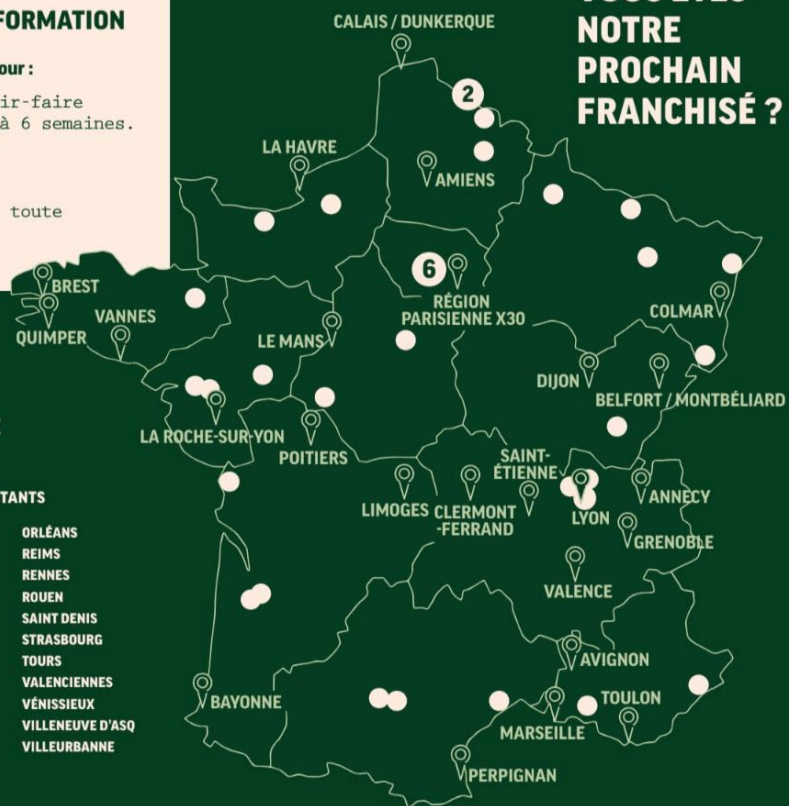 FORMATION
our :
ir-faire
à 6 semaines.
toute
NOTRE
PROCHAIN
FRANCHISÉ ?
CALAIS / DUNKERQUE
2
LA HAVRE
AMIENS
6
RÉGION
PARISIENNE X30
BREST
QUIMPER
VANNES
LE MANS
COLMAR
DIJON
BELFORT / MONTBÉLIARD
LA ROCHE-SUR-YON
POITIERS
SAINT-
ÉTIENNE
LIMOGES
CLERMONT
-FERRAND
LYON
ANNECY
GRENOBLE
VALENCE
AVIGNON
BAYONNE
MARSEILLE
TOULON
PERPIGNAN
TANTS
ORLÉANS
REIMS
RENNES
ROUEN
SAINT DENIS
STRASBOURG
TOURS
VALENCIENNES
VÉNISSIEUX
VILLENEUVE D'ASQ
VILLEURBANNE